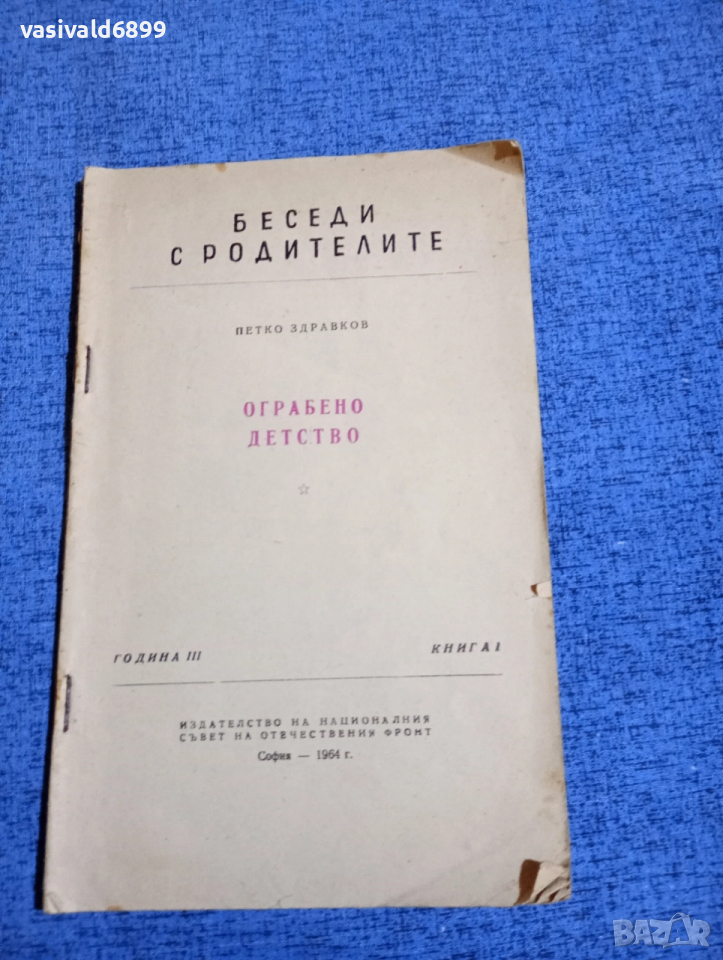 vasivald6899
БЕСЕДИ
С РОДИТЕЛИТЕ
ПЕТКО ЗДРАВКОВ
ОГРАБЕНО
ДЕТСТВО
ГОДИНА III
КНИГА 1
ИЗДАТЕЛСТВО НА НАЦИОНАЛНИЯ
СЪВЕТ НА ОТЕЧЕСТВЕНИЯ ФРОНТ
София — 1964 г.
BAZAR